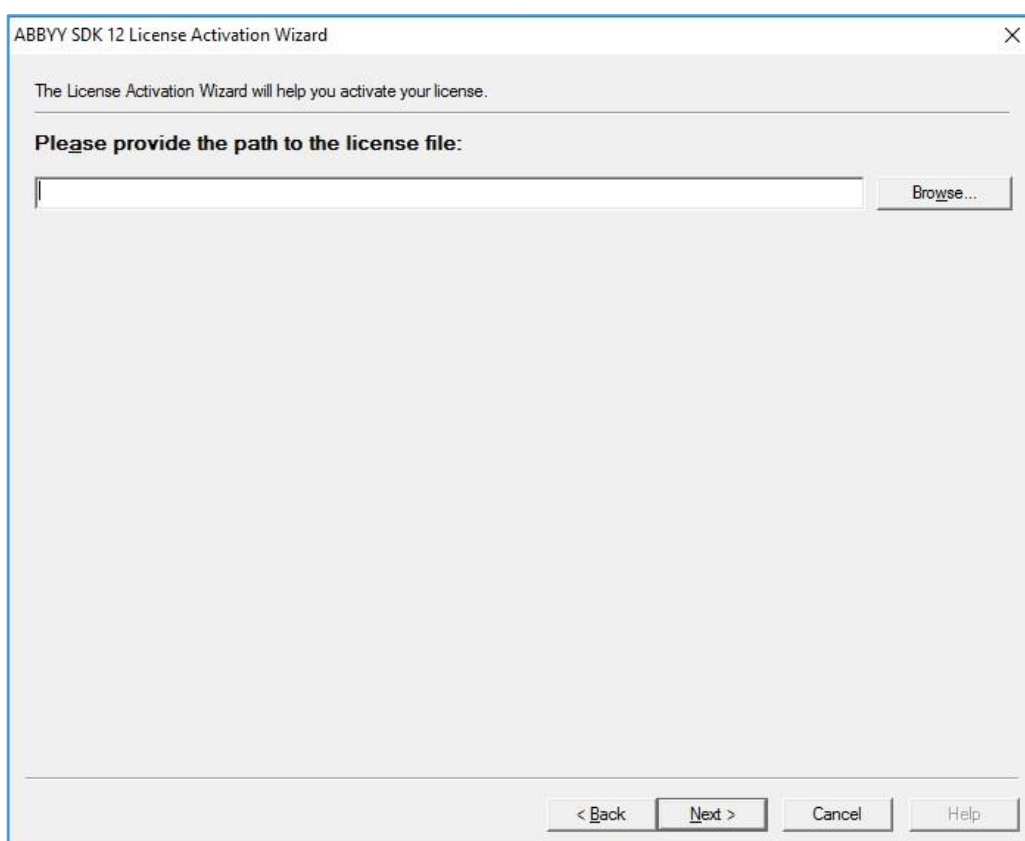 ABBYY SDK 12 License Activation Wizard
The License Activation Wizard will help you activate your license.
Please provide the path to the license file:
Browse...
< Back
Next >
Cancel
Help